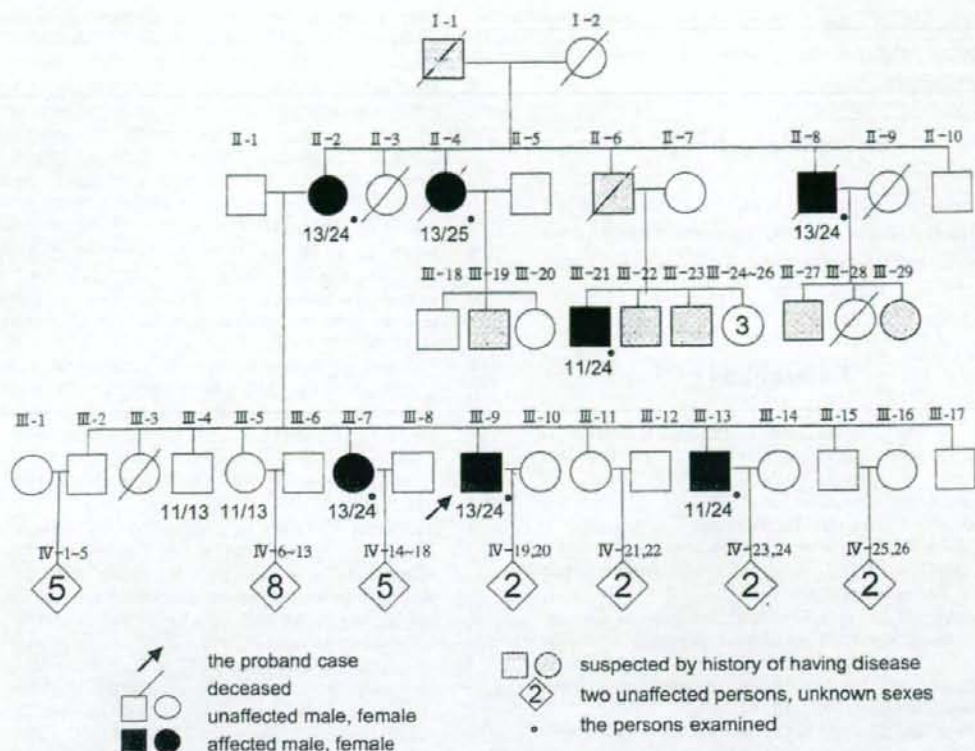 I-1 I-2
II-1 II-2 II-3 II-4 II-5 II-6 II-7 II-8 II-9 II-10
13/24 13/25 13/24
III-18 III-19 III-20 III-21 III-22 III-23 III-24~26 III-27 III-28 III-29
3
11/24
III-1 III-2 III-3 III-4 III-5 III-6 III-7 III-8 III-9 III-10 III-11 III-12 III-13 III-14 III-15 III-16 III-17
11/13 11/13 13/24 13/24 11/24
IV-1~5 IV-6~13 IV-14~18 IV-19,20 IV-21,22 IV-23,24 IV-25,26
5 8 5 2 2 2 2
the proband case
deceased
unaffected male, female
affected male, female
suspected by history of having disease
2 two unaffected persons, unknown sexes
the persons examined